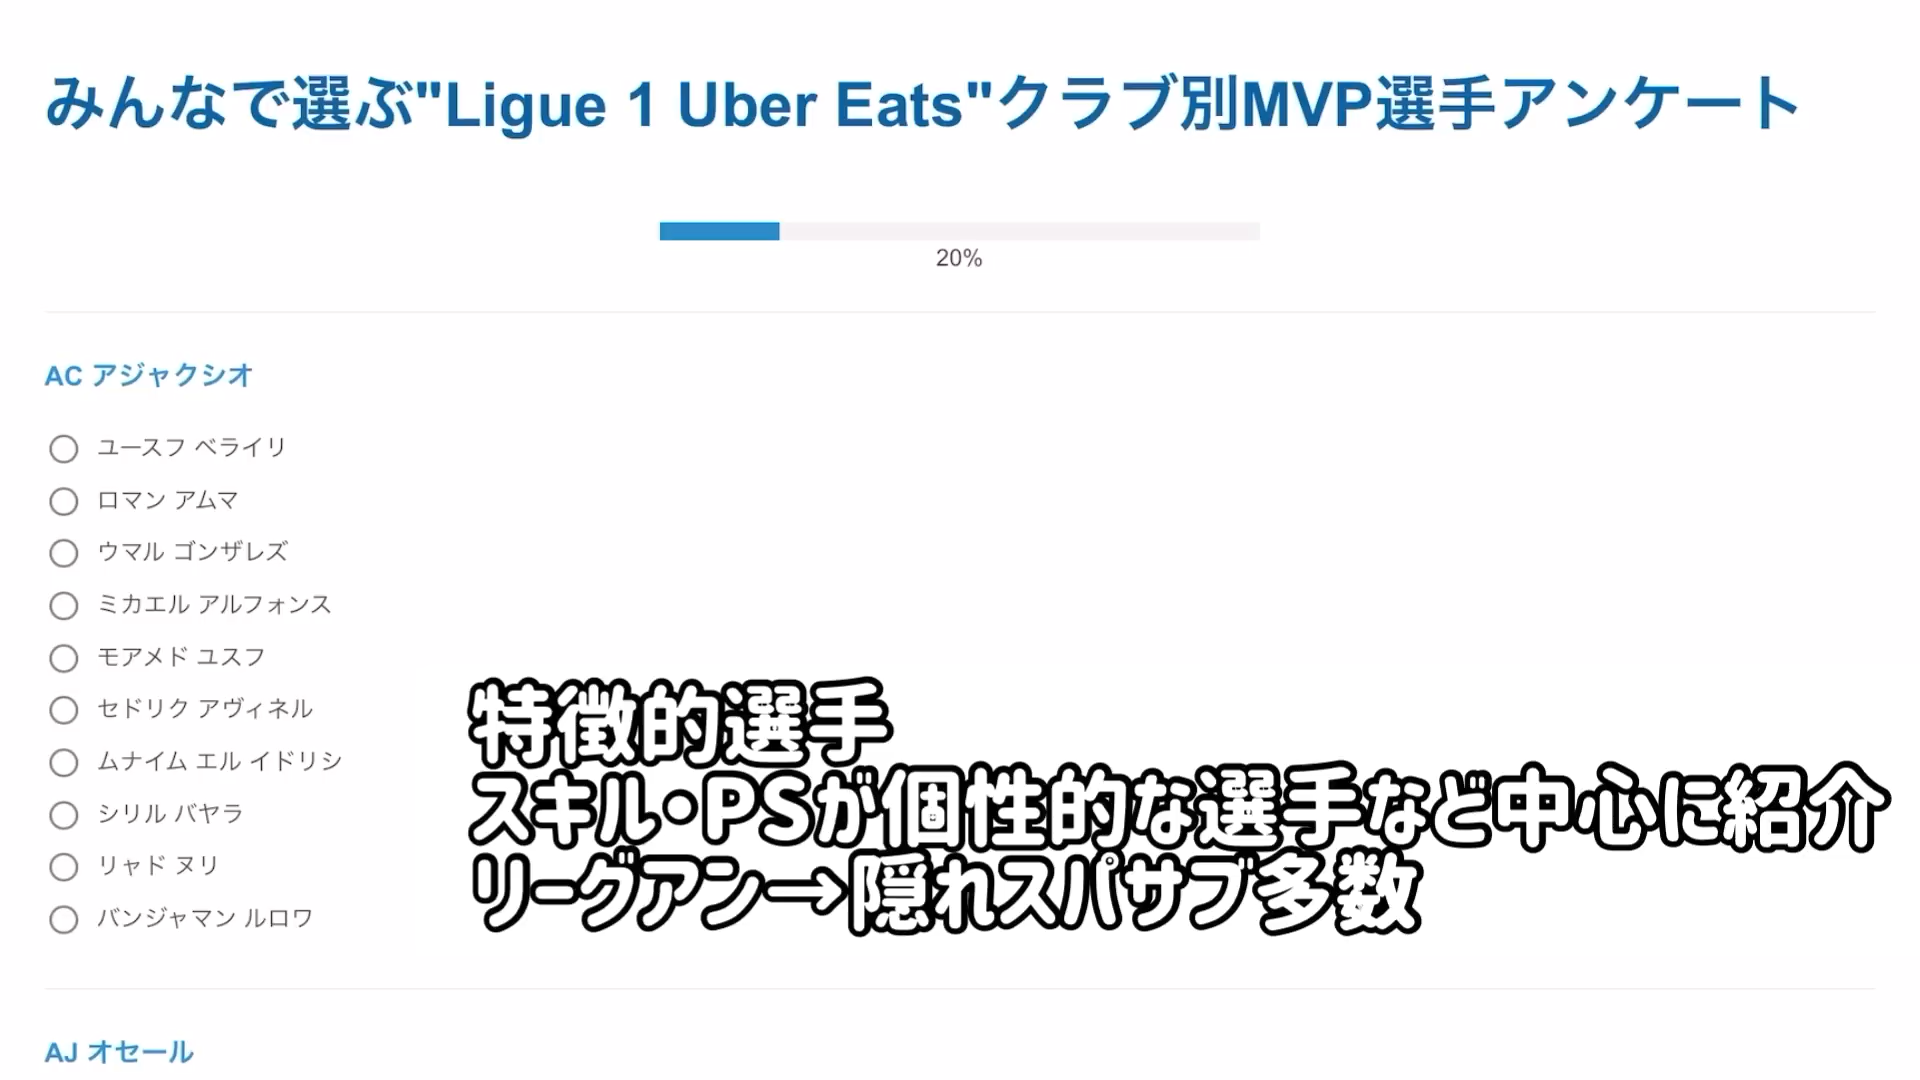 みんなで選ぶ"Ligue 1 Uber Eats"クラブ別MVP選手アンケート
20%
AC アジャクシオ
ユースフ ベライリ
ロマン アムマ
ウマル ゴンザレズ
ミカエル アルフォンス
モアメド ユスフ
セドリク アヴィネル
ムナイム エル イドリシ
シリル バヤラ
リャド ヌリ
バンジャマン ルロワ
特徴的選手
スキル・PSが個性的な選手など中心に紹介
リーグアン→隠れスパサブ多数
AJ オセール